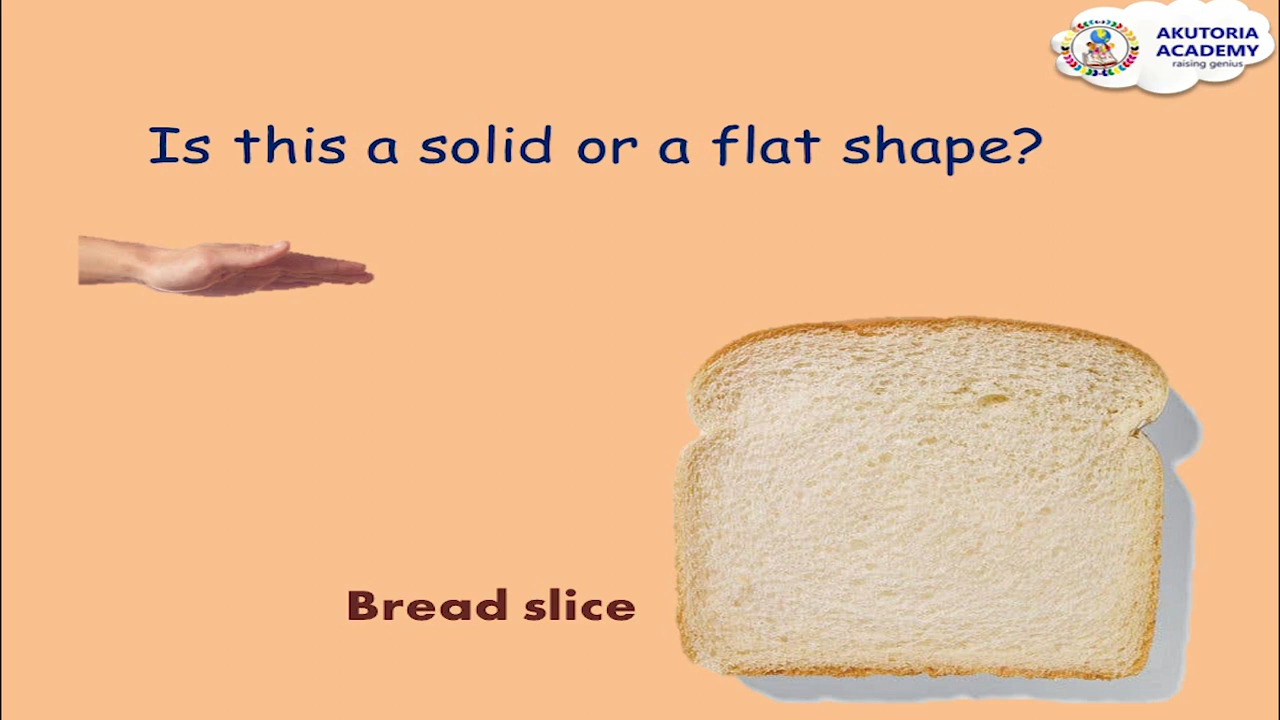 AKUTORIA
ACADEMY
raising genius
Is this a solid or a flat shape?
Bread slice